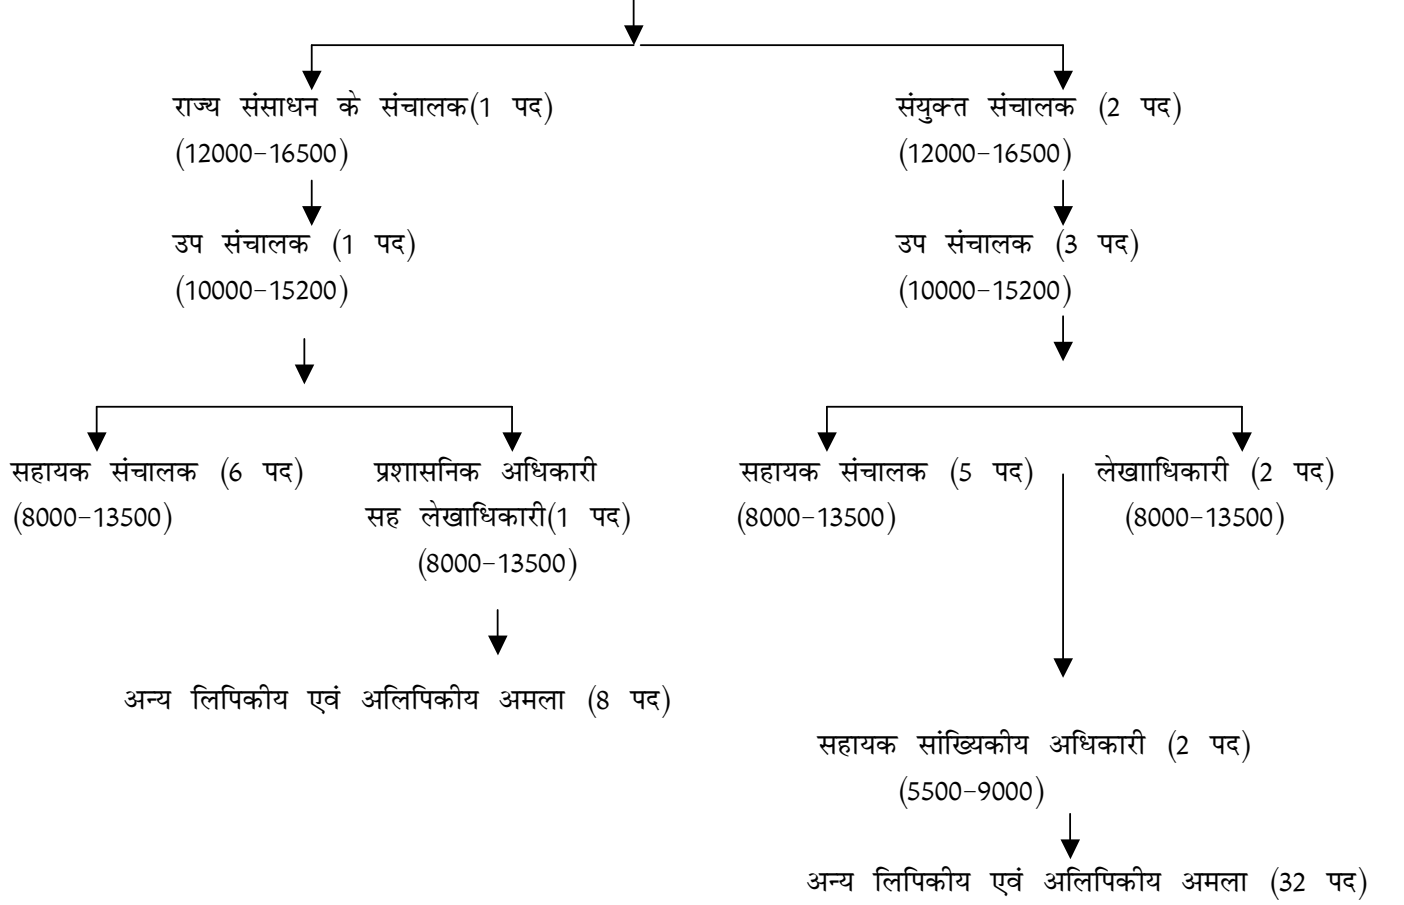 राज्य संसाधन के संचालक(1 पद)
(12000-16500)
उप संचालक (1 पद)
(10000-15200)
सहायक संचालक (6 पद)
(8000-13500)
प्रशासनिक अधिकारी
सह लेखाधिकारी(1 पद)
(8000-13500)
अन्य लिपिकीय एवं अलिपिकीय अमला (8 पद)
संयुक्त संचालक (2 पद)
(12000-16500)
उप संचालक (3 पद)
(10000-15200)
सहायक संचालक (5 पद)
(8000-13500)
लेखााधिकारी (2 पद)
(8000-13500)
सहायक सांख्यिकीय अधिकारी (2 पद)
(5500-9000)
अन्य लिपिकीय एवं अलिपिकीय अमला (32 पद)